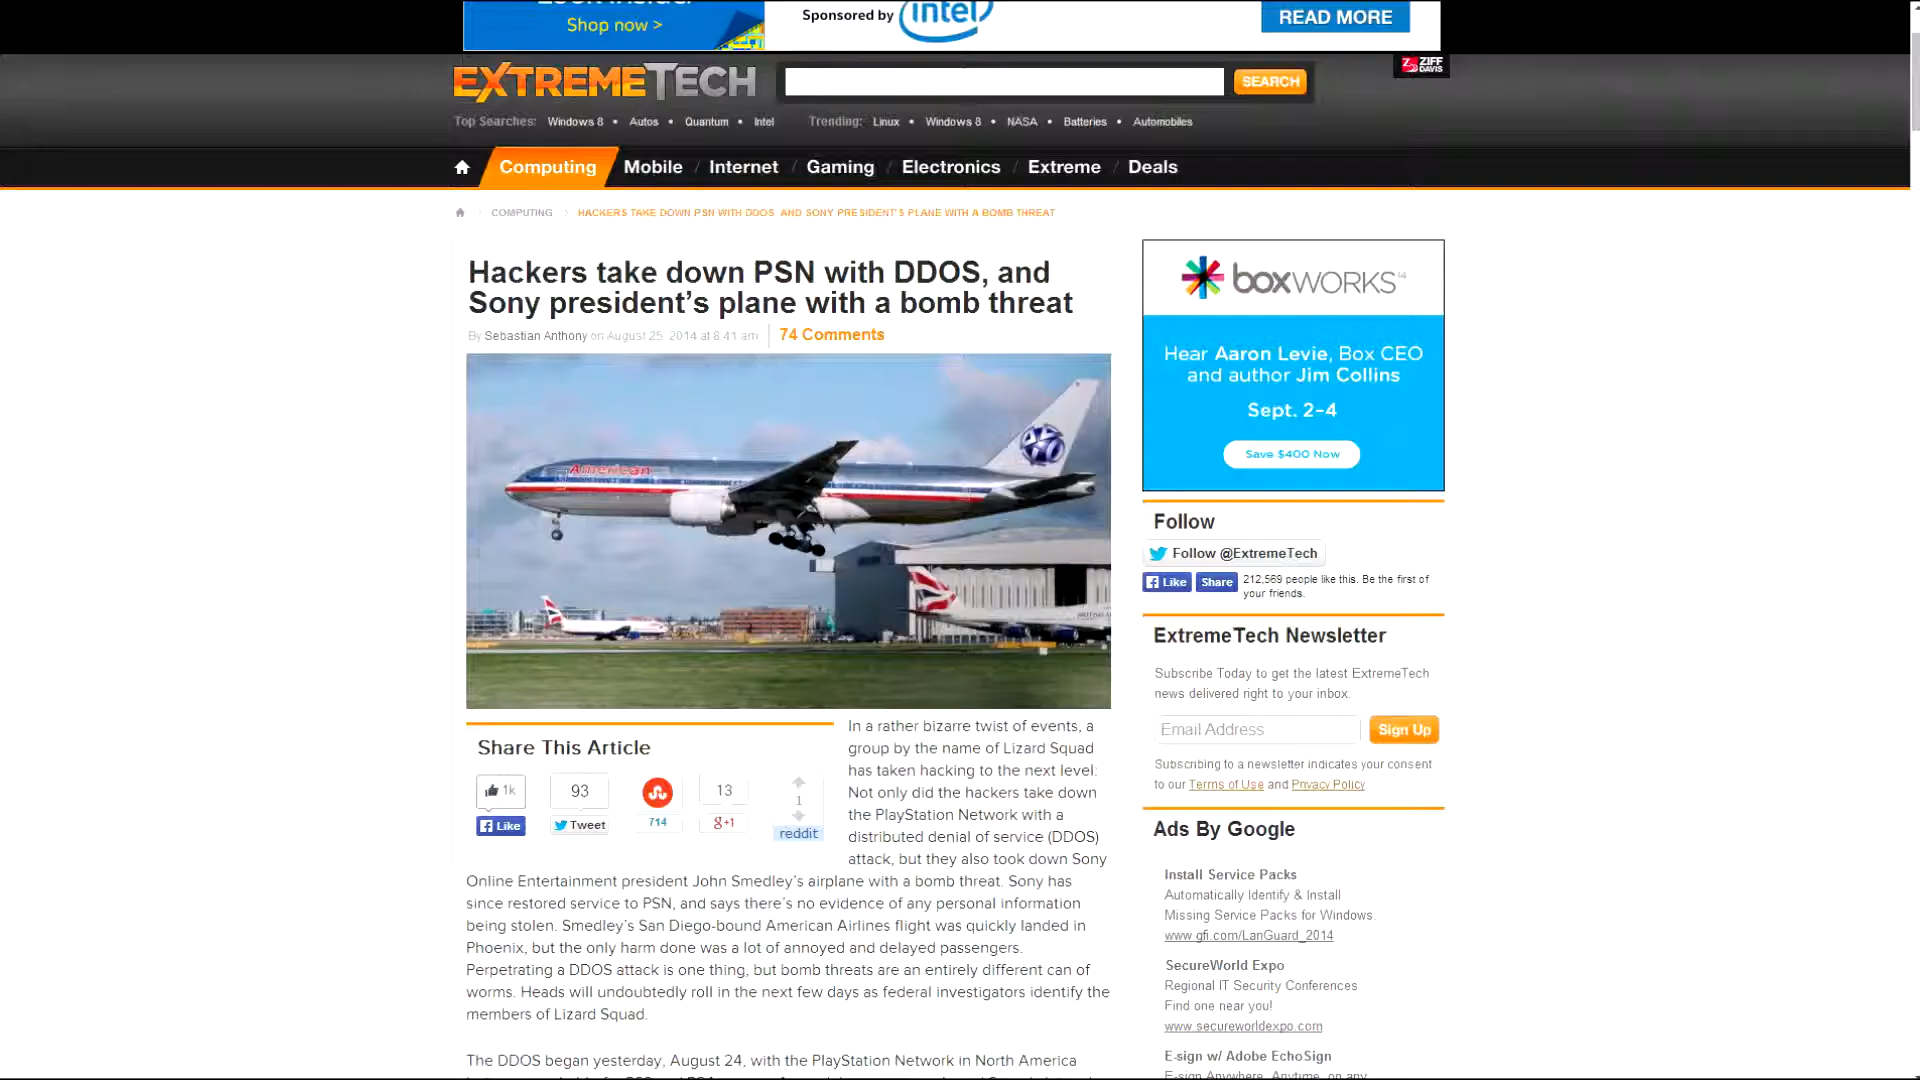 Shop now >
Sponsored by
intel
READ MORE
EXTREMETECH
SEARCH
ZIFF DAVIS
Top Searches: Windows 8 • Autos • Quantum • Intel Trending: Linux • Windows 8 • NASA • Batteries • Automobiles
Computing Mobile / Internet / Gaming / Electronics / Extreme / Deals
COMPUTING HACKERS TAKE DOWN PSN WITH DDOS, AND SONY PRESIDENT'S PLANE WITH A BOMB THREAT
Hackers take down PSN with DDOS, and
Sony president's plane with a bomb threat
By Sebastian Anthony on August 25, 2014 at 8:41 am 74 Comments
American
In a rather bizarre twist of events, a
group by the name of Lizard Squad
has taken hacking to the next level:
Not only did the hackers take down
the PlayStation Network with a
distributed denial of service (DDOS)
attack, but they also took down Sony
Share This Article
1k
93
714
13
1
Like
Tweet
g+1
reddit
Online Entertainment president John Smedley's airplane with a bomb threat. Sony has
since restored service to PSN, and says there's no evidence of any personal information
being stolen. Smedley's San Diego-bound American Airlines flight was quickly landed in
Phoenix, but the only harm done was a lot of annoyed and delayed passengers.
Perpetrating a DDOS attack is one thing, but bomb threats are an entirely different can of
worms. Heads will undoubtedly roll in the next few days as federal investigators identify the
members of Lizard Squad.
The DDOS began yesterday, August 24, with the PlayStation Network in North America
boxWORKS
Hear Aaron Levie, Box CEO
and author Jim Collins
Sept. 2-4
Save $400 Now
Follow
Follow @ExtremeTech
Like Share 212,569 people like this. Be the first of
your friends.
ExtremeTech Newsletter
Subscribe Today to get the latest ExtremeTech
news delivered right to your inbox.
Email Address
Sign Up
Subscribing to a newsletter indicates your consent
to our Terms of Use and Privacy Policy
Ads By Google
Install Service Packs
Automatically Identify & Install
Missing Service Packs for Windows.
www.gfi.com/LanGuard_2014
SecureWorld Expo
Regional IT Security Conferences
Find one near you!
www.secureworldexpo.com
E-sign w/ Adobe EchoSign
E-sign Anywhere, Anytime, on any